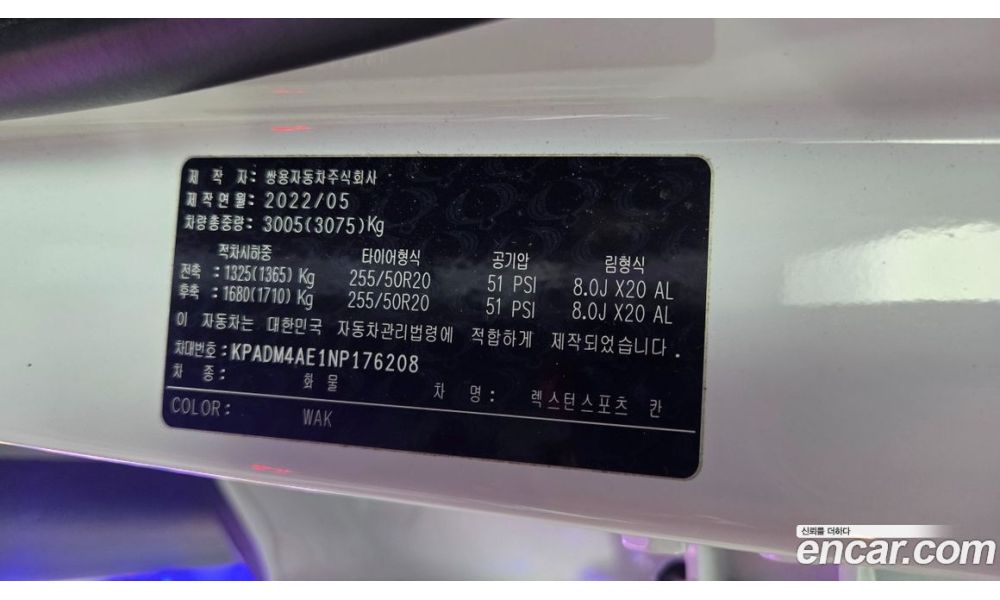 제 작 자: 쌍용자동차주식회사
제작연월: 2022/05
차량총중량: 3005(3075)Kg
적차시하중 타이어형식 공기압 림형식
전축 : 1325(1365) Kg 255/50R20 51 PSI 8.0J X20 AL
후축 : 1680(1710) Kg 255/50R20 51 PSI 8.0J X20 AL
이 자동차는 대한민국 자동차관리법령에 적합하게 제작되었습니다.
차대번호: KPADM4AE1NP176208
차 종: 화물 차 명: 렉스턴스포츠 칸
COLOR: WAK
신뢰를 더하다
encar.com